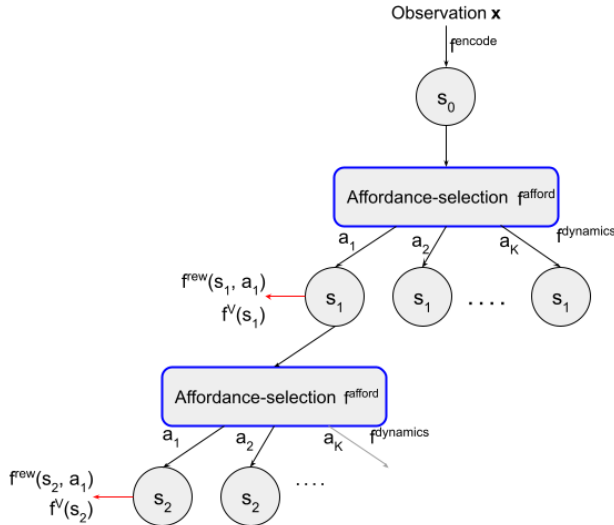 Observation x
f^encode
s_0
Affordance-selection f^afford
a_1 a_2 a_K f^dynamics
f^rew(s_1, a_1)
f^V(s_1)
s_1 s_1 .... s_1
Affordance-selection f^afford
a_1 a_2 a_K f^dynamics
f^rew(s_2, a_1)
f^V(s_2)
s_2 s_2 ....